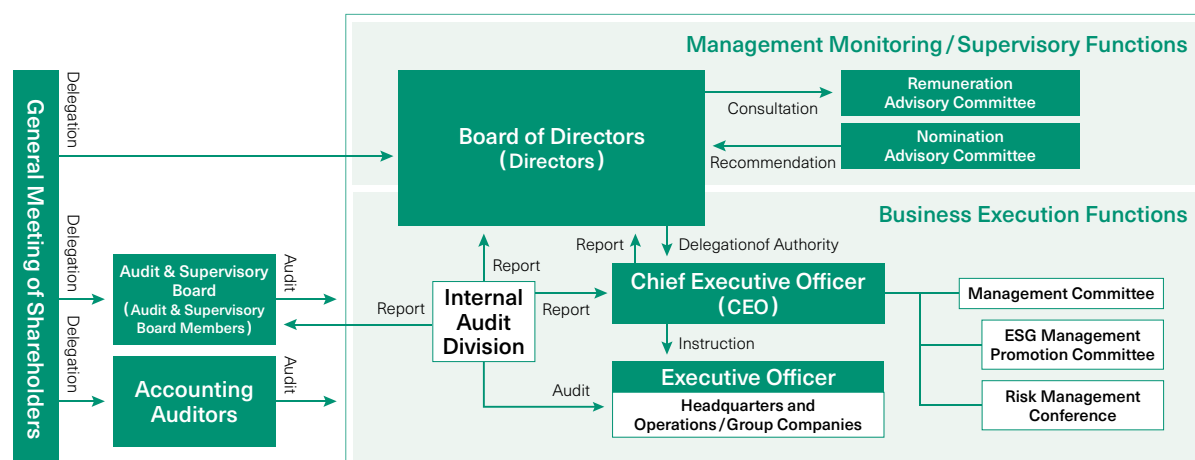 General Meeting of Shareholders
Delegation
Delegation
Delegation
Audit & Supervisory
Board
(Audit & Supervisory
Board Members)
Audit
Accounting
Auditors
Audit
Management Monitoring/Supervisory Functions
Board of Directors
(Directors)
Consultation
Remuneration
Advisory Committee
Recommendation
Nomination
Advisory Committee
Business Execution Functions
Report
Report
Delegationof Authority
Report
Internal
Audit
Division
Report
Chief Executive Officer
(CEO)
Instruction
Audit
Executive Officer
Headquarters and
Operations/Group Companies
Management Committee
ESG Management
Promotion Committee
Risk Management
Conference